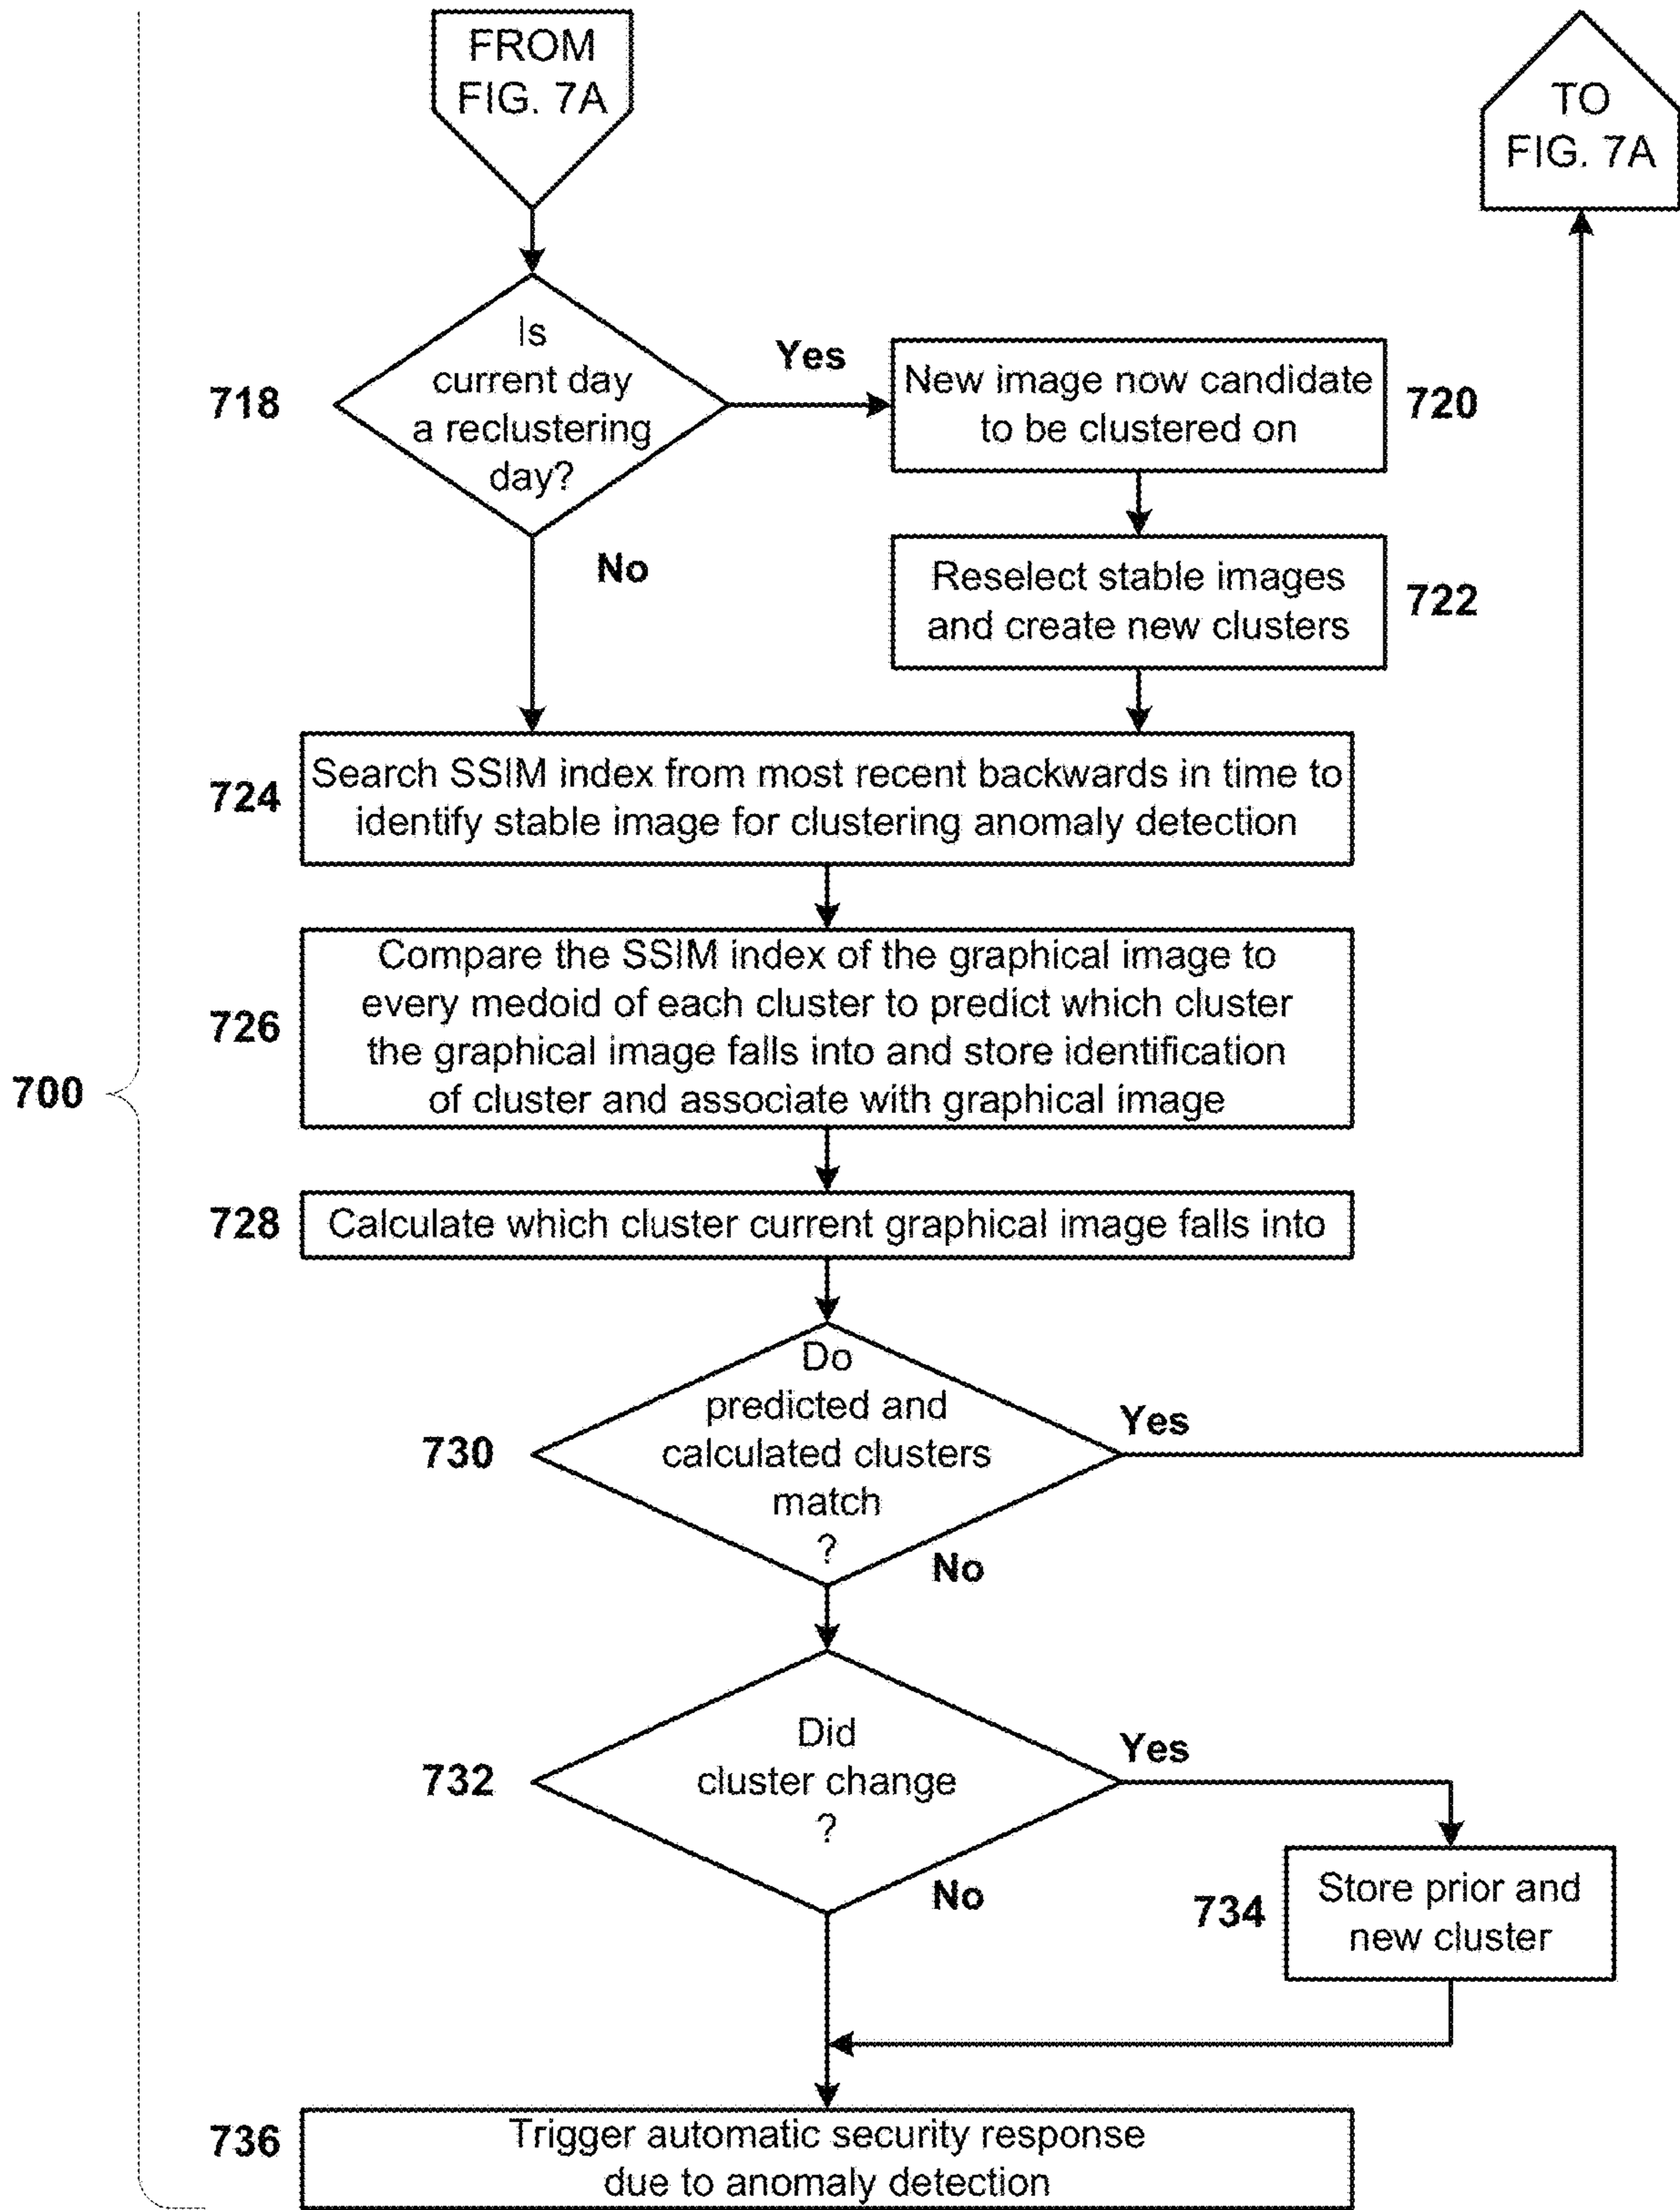 FROM
FIG. 7A
TO
FIG. 7A
Is
current day
a reclustering
day?
718
Yes
No
New image now candidate
to be clustered on
720
Reselect stable images
and create new clusters
722
724
Search SSIM index from most recent backwards in time to
identify stable image for clustering anomaly detection
726
Compare the SSIM index of the graphical image to
every medoid of each cluster to predict which cluster
the graphical image falls into and store identification
of cluster and associate with graphical image
700
728
Calculate which cluster current graphical image falls into
730
Do
predicted and
calculated clusters
match
?
Yes
No
732
Did
cluster change
?
Yes
No
734
Store prior and
new cluster
736
Trigger automatic security response
due to anomaly detection